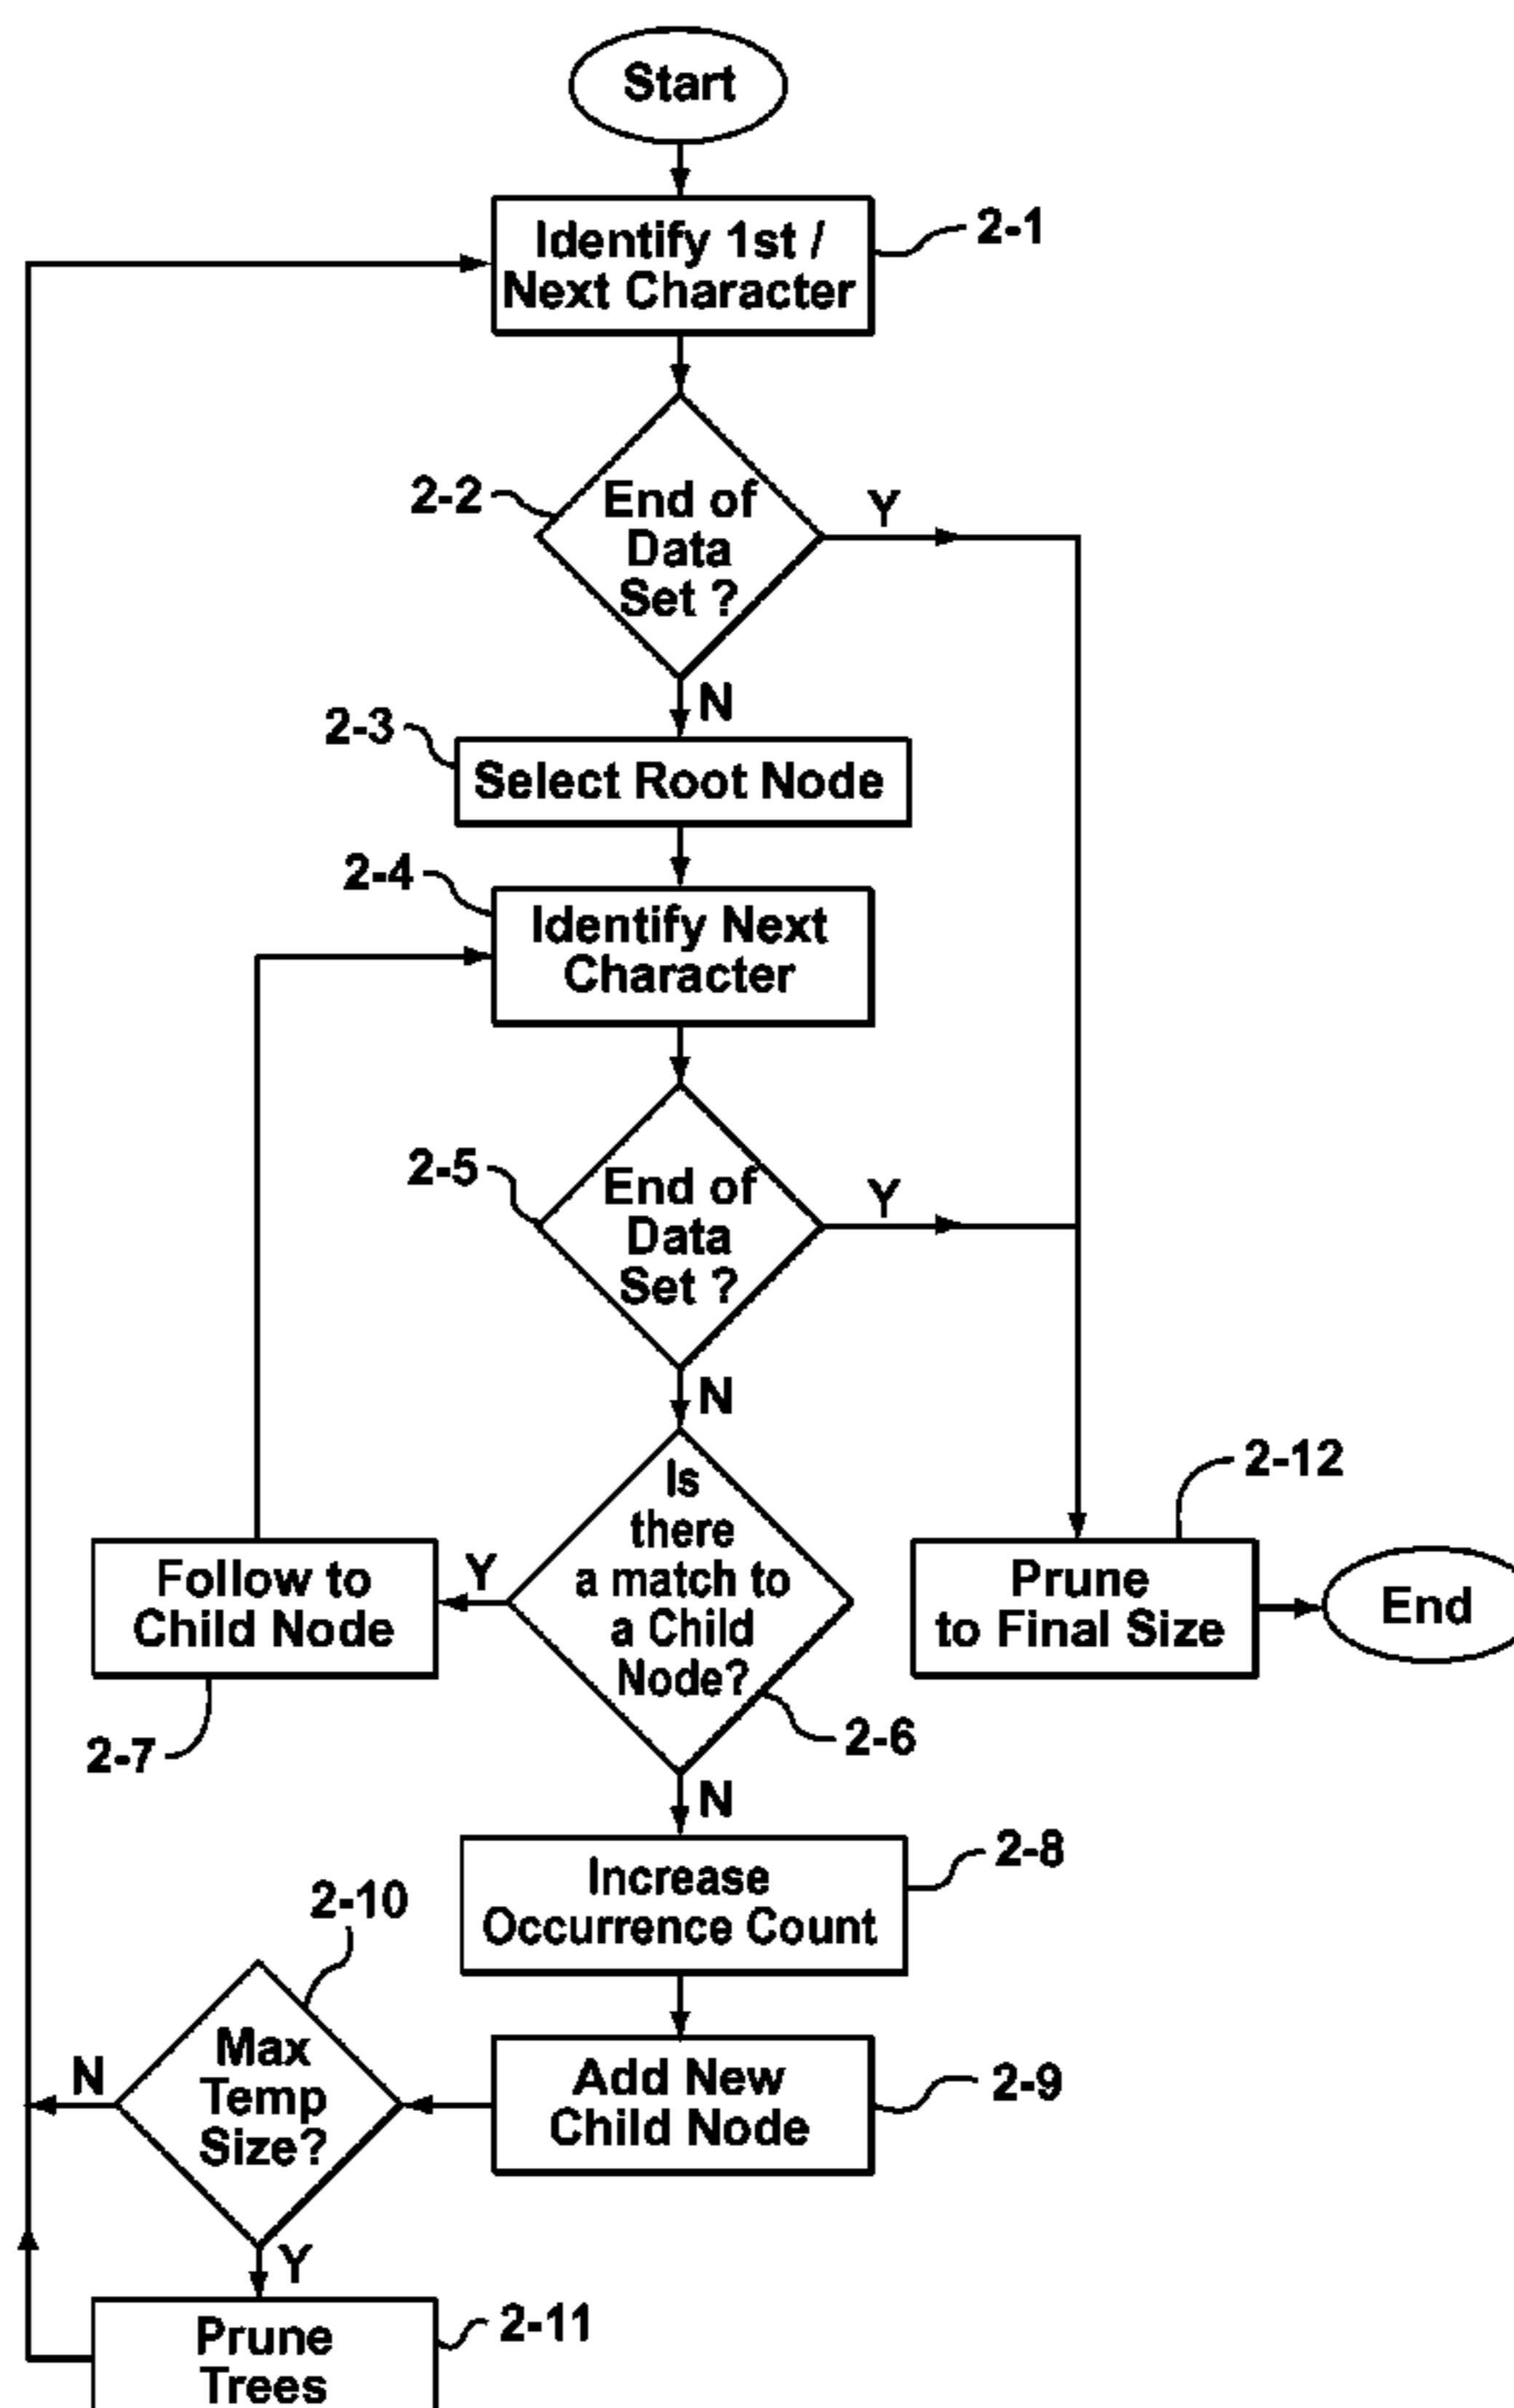 Start
Identify 1st /
Next Character
2-1
2-2
End of
Data
Set ?
Y
N
2-3
Select Root Node
2-4
Identify Next
Character
2-5
End of
Data
Set ?
Y
N
2-12
Is
there
a match to
a Child
Node?
Y
Follow to
Child Node
Prune
to Final Size
End
2-7
2-6
N
2-8
Increase
Occurrence Count
2-10
Max
Temp
Size?
N
Add New
Child Node
2-9
Y
2-11
Prune
Trees